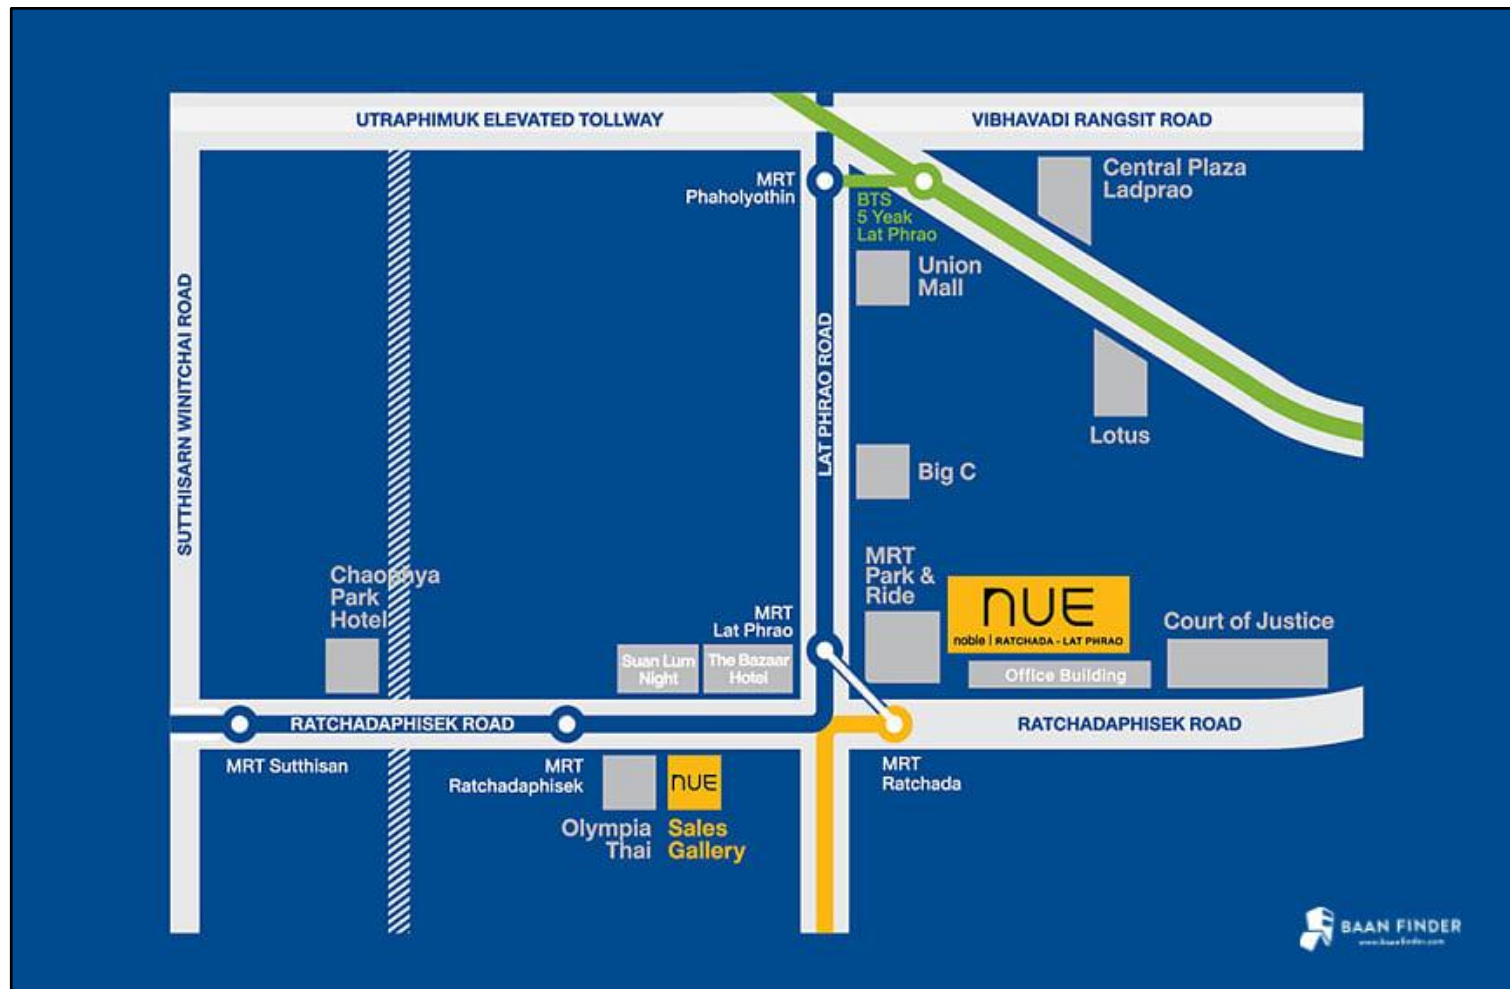 UTRAPHIMUK ELEVATED TOLLWAY
VIBHAVADI RANGSIT ROAD
MRT
Phaholyothin
BTS
5 Yeak
Lat Phrao
Central Plaza
Ladprao
Union
Mall
SUTTHISARN WINITCHAI ROAD
LAT PHRAO ROAD
Lotus
Big C
Chaophya
Park
Hotel
MRT
Lat Phrao
MRT
Park &
Ride
nuE
noble | RATCHADA - LAT PHRAO
Court of Justice
Suan Lum
Night
The Bazaar
Hotel
Office Building
RATCHADAPHISEK ROAD
RATCHADAPHISEK ROAD
MRT Sutthisan
MRT
Ratchadaphisek
nuE
MRT
Ratchada
Olympia
Thai
Sales
Gallery
BAAN FINDER
www.baanfinder.com